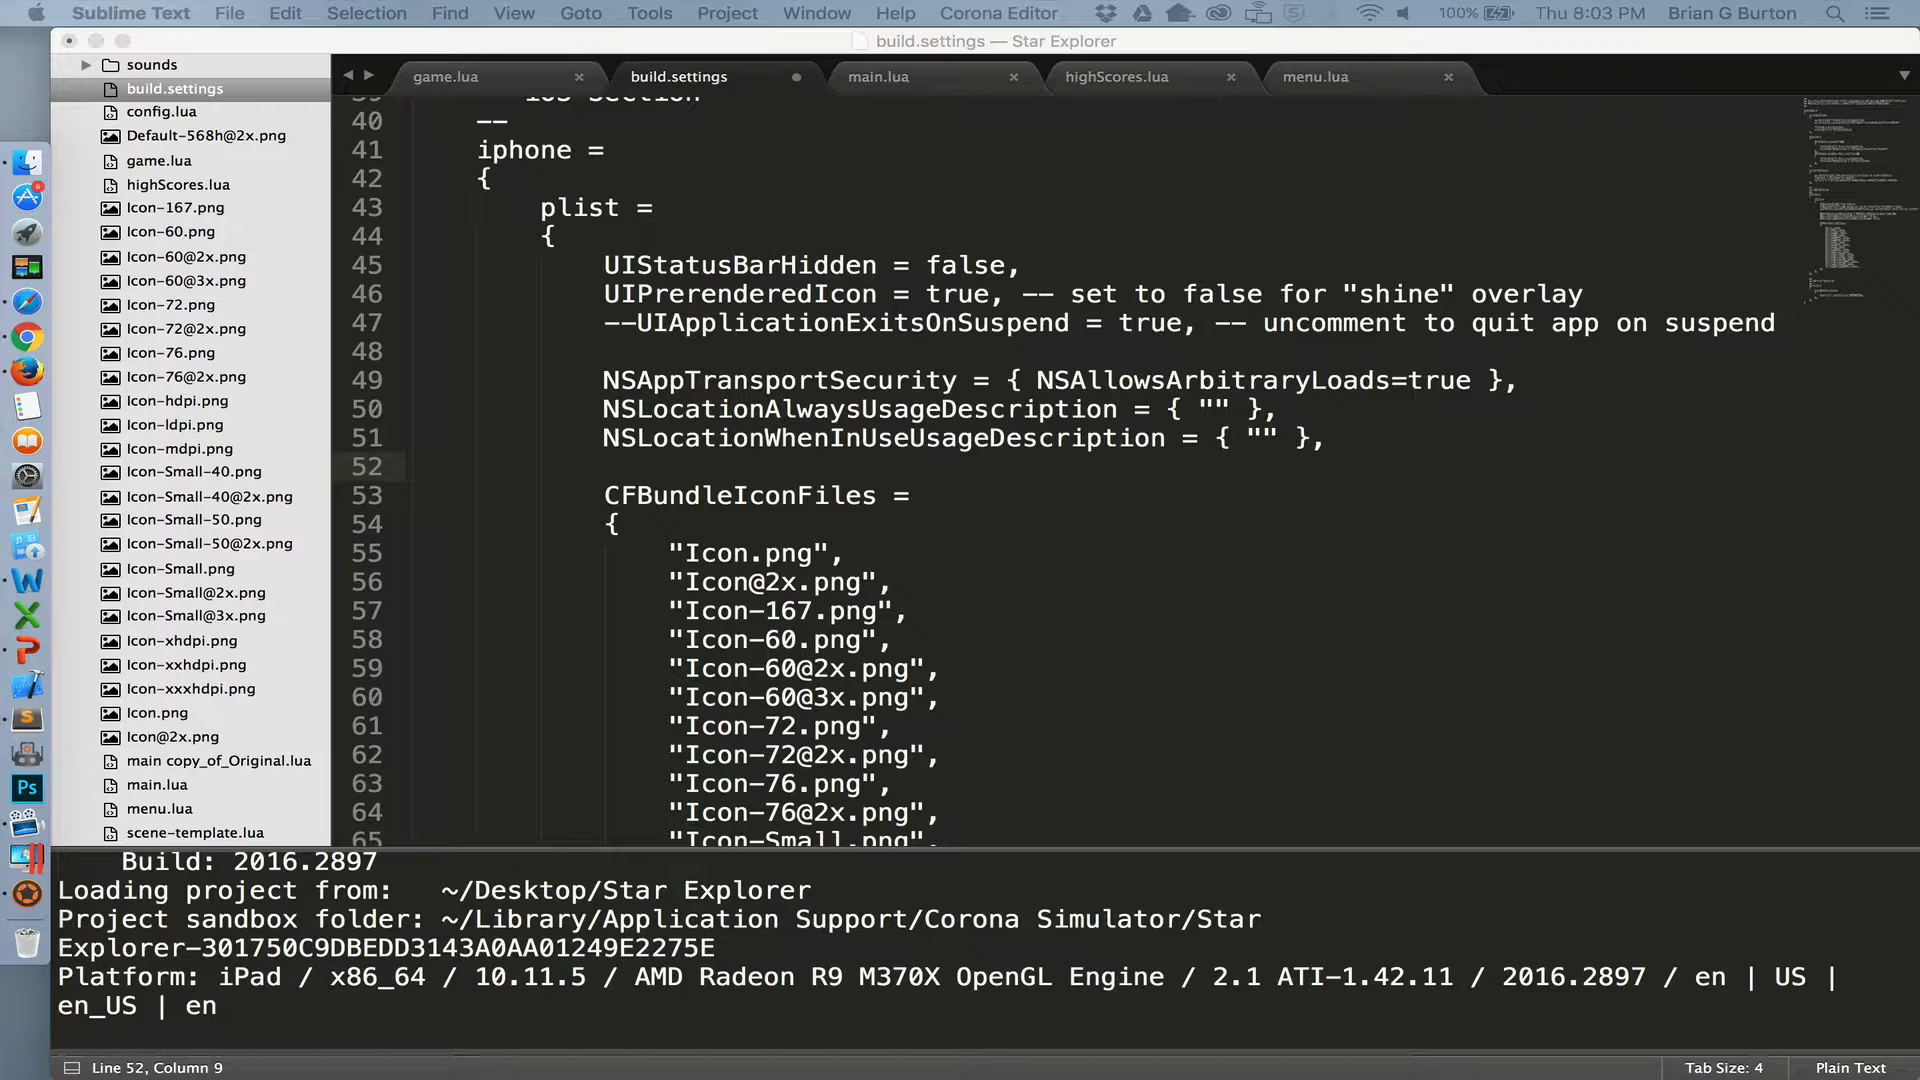 Sublime Text File Edit Selection Find View Goto Tools Project Window Help Corona Editor 100% Thu 8:03 PM Brian G Burton
build.settings — Star Explorer
game.lua build.settings main.lua highScores.lua menu.lua
sounds
build.settings
config.lua
Default-568h@2x.png
game.lua
highScores.lua
Icon-167.png
Icon-60.png
Icon-60@2x.png
Icon-60@3x.png
Icon-72.png
Icon-72@2x.png
Icon-76.png
Icon-76@2x.png
Icon-hdpi.png
Icon-ldpi.png
Icon-mdpi.png
Icon-Small-40.png
Icon-Small-40@2x.png
Icon-Small-50.png
Icon-Small-50@2x.png
Icon-Small.png
Icon-Small@2x.png
Icon-Small@3x.png
Icon-xhdpi.png
Icon-xxhdpi.png
Icon-xxxhdpi.png
Icon.png
Icon@2x.png
main copy_of_Original.lua
main.lua
menu.lua
scene-template.lua
39 iOS Section
40 --
41 iphone =
42 {
43 plist =
44 {
45 UIStatusBarHidden = false,
46 UIPrerenderedIcon = true, -- set to false for "shine" overlay
47 --UIApplicationExitsOnSuspend = true, -- uncomment to quit app on suspend
48
49 NSAppTransportSecurity = { NSAllowsArbitraryLoads=true },
50 NSLocationAlwaysUsageDescription = { "" },
51 NSLocationWhenInUseUsageDescription = { "" },
52
53 CFBundleIconFiles =
54 {
55 "Icon.png",
56 "Icon@2x.png",
57 "Icon-167.png",
58 "Icon-60.png",
59 "Icon-60@2x.png",
60 "Icon-60@3x.png",
61 "Icon-72.png",
62 "Icon-72@2x.png",
63 "Icon-76.png",
64 "Icon-76@2x.png",
65 "Icon-Small.png",
Build: 2016.2897
Loading project from: ~/Desktop/Star Explorer
Project sandbox folder: ~/Library/Application Support/Corona Simulator/Star
Explorer-301750C9DBEDD3143A0AA01249E2275E
Platform: iPad / x86_64 / 10.11.5 / AMD Radeon R9 M370X OpenGL Engine / 2.1 ATI-1.42.11 / 2016.2897 / en | US |
en_US | en
Line 52, Column 9 Tab Size: 4 Plain Text